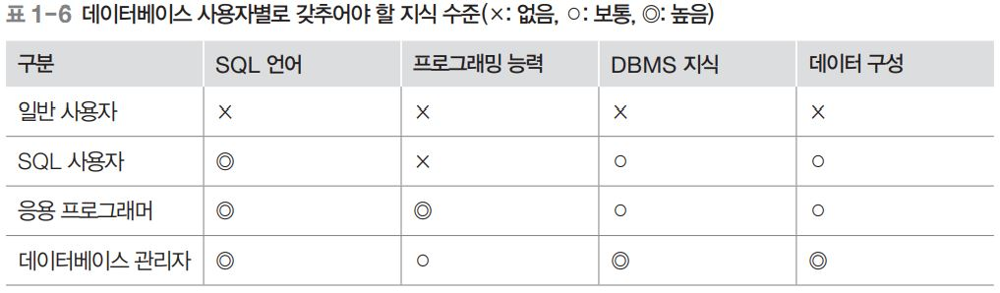 표 1-6 데이터베이스 사용자별로 갖추어야 할 지식 수준(×: 없음, ○: 보통, ◎: 높음)
구분 SQL 언어 프로그래밍 능력 DBMS 지식 데이터 구성
일반 사용자 × × × ×
SQL 사용자 ◎ × ○ ○
응용 프로그래머 ◎ ◎ ○ ○
데이터베이스 관리자 ◎ ○ ◎ ◎